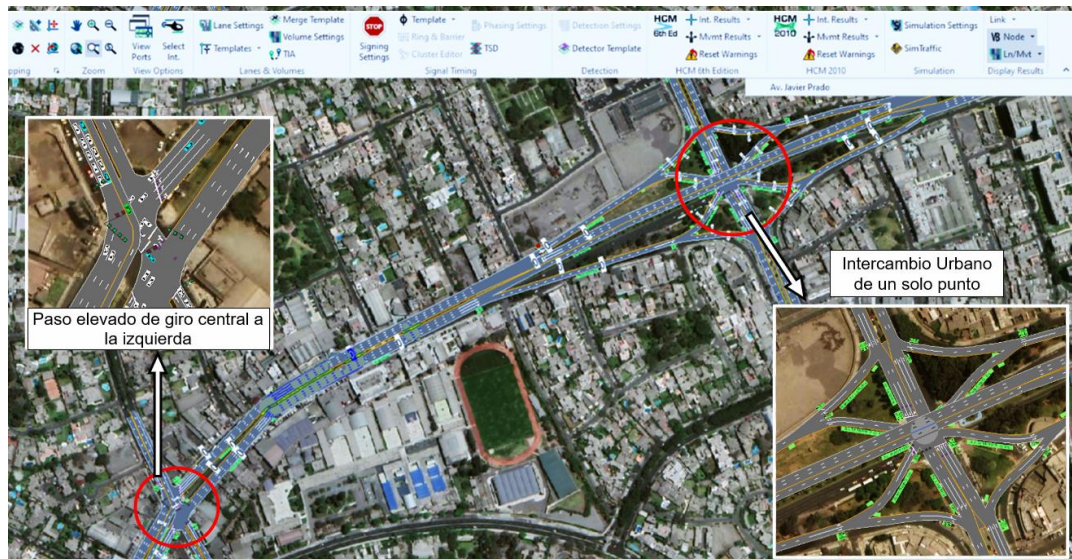 Lane Settings
Merge Template
Volume Settings
Templates
TIA
View Ports
Select Int.
STOP
Signing Settings
Template
Phasing Settings
Ring & Barrier
Cluster Editor
TSD
Detection Settings
Detector Template
HCM 6th Ed
Int. Results
Mvmt Results
Reset Warnings
HCM 2010
Int. Results
Mvmt Results
Reset Warnings
Simulation Settings
SimTraffic
Link
Node
Ln/Mvt
pping
Zoom
View Options
Lanes & Volumes
Signal Timing
Detection
HCM 6th Edition
HCM 2010
Simulation
Display Results
Av. Javier Prado
Paso elevado de giro central a
la izquierda
Intercambio Urbano
de un solo punto